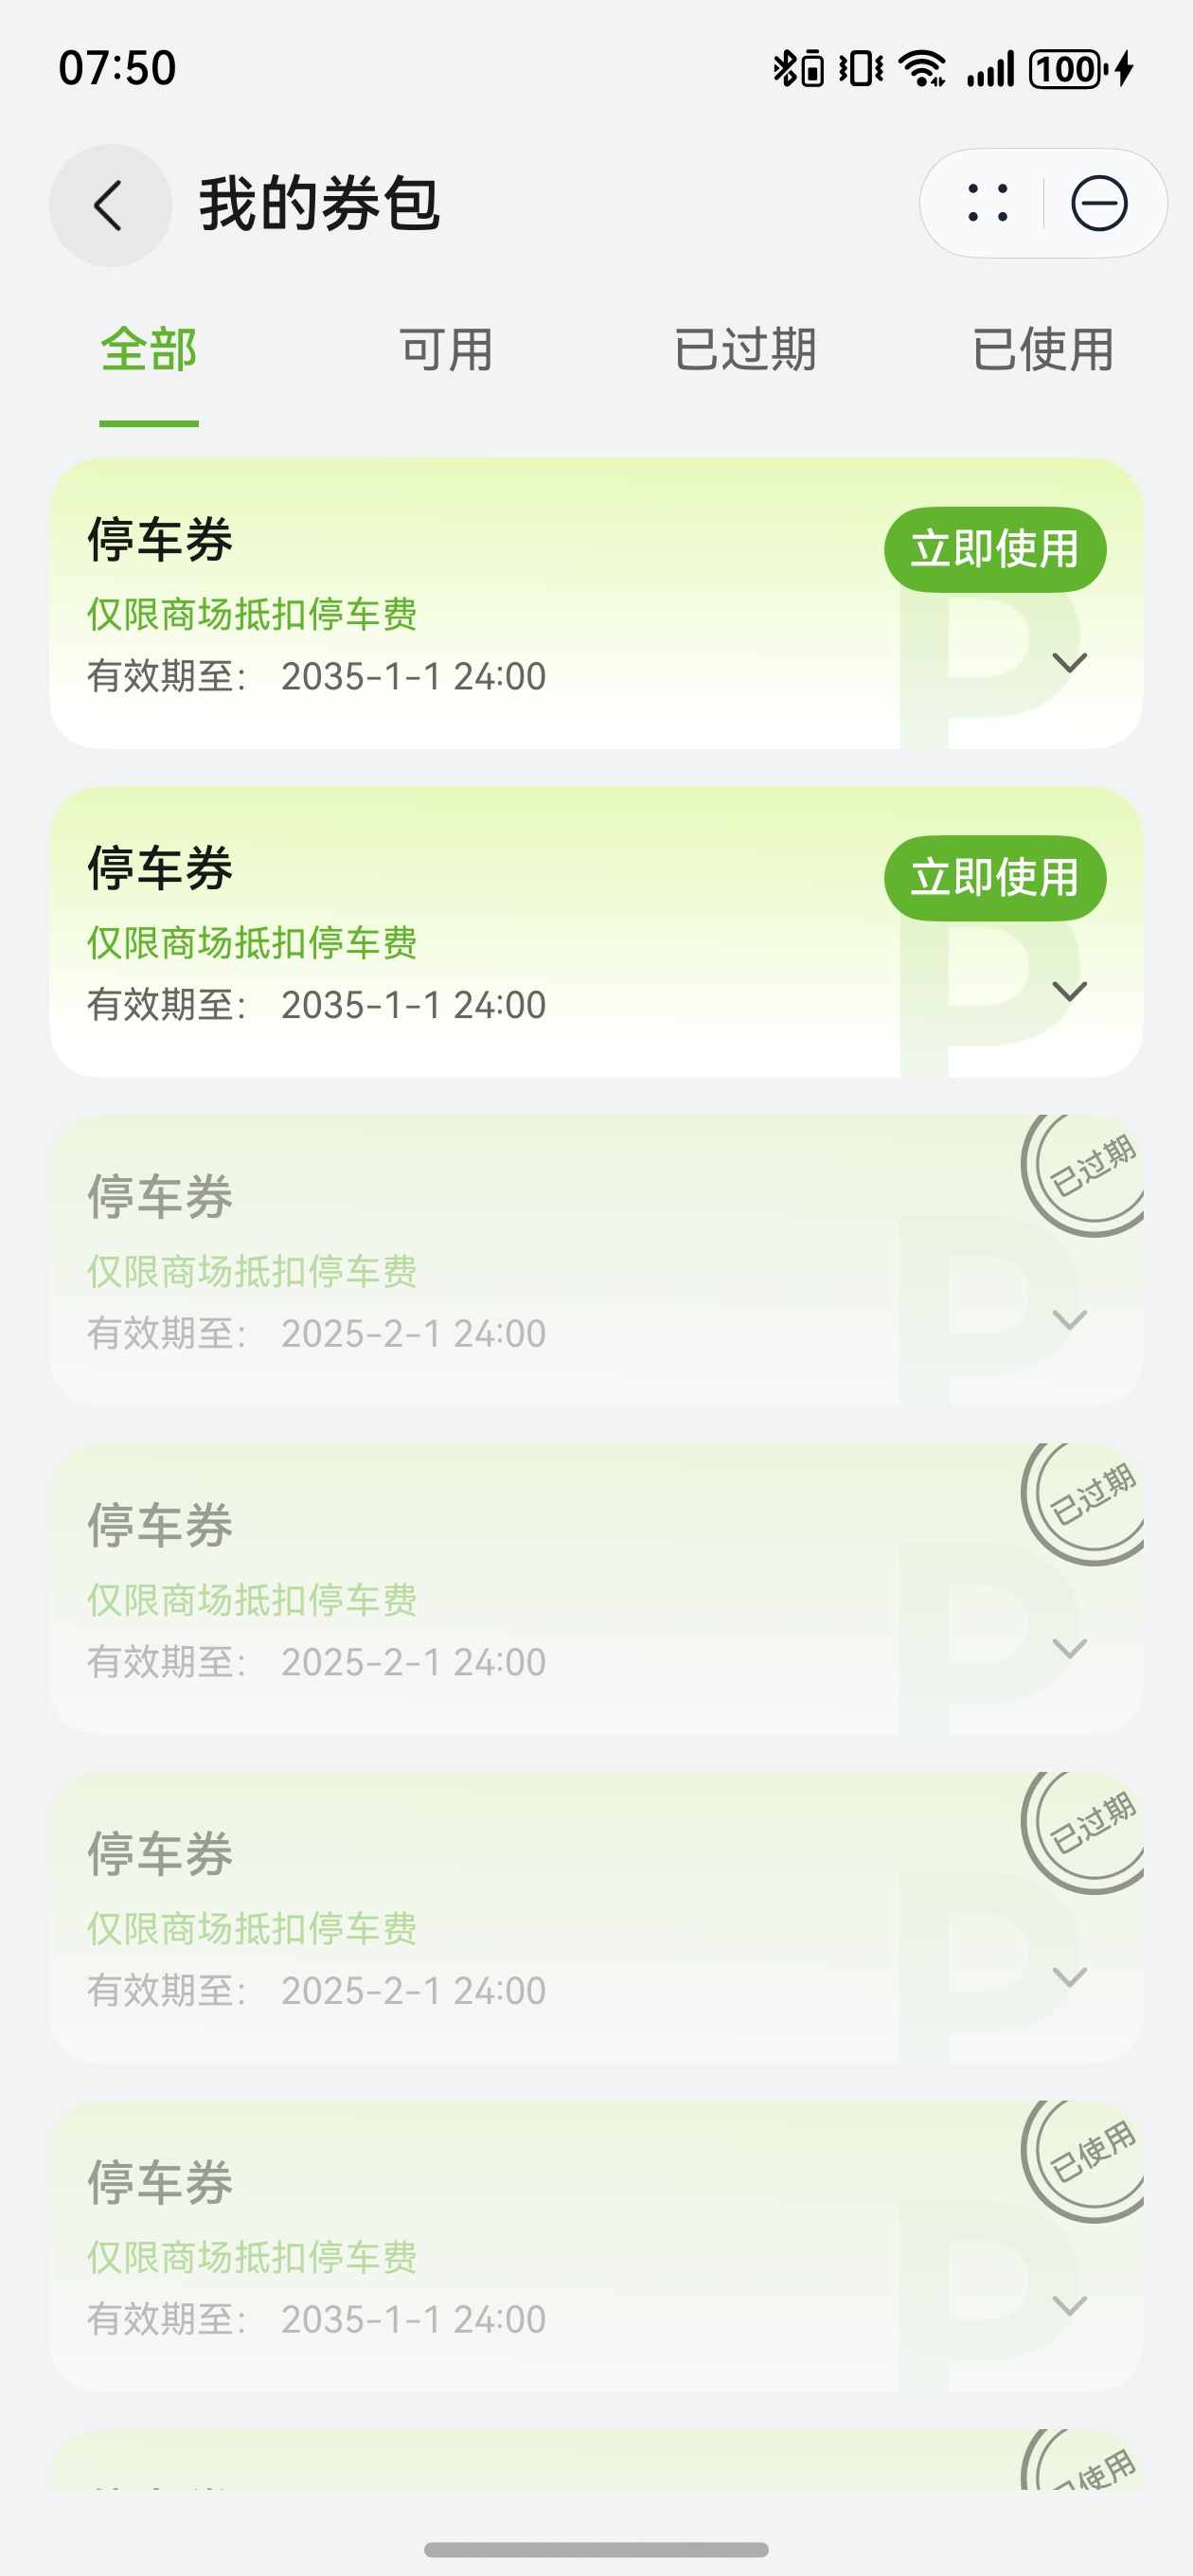 07:50
100
我的券包
全部 可用 已过期 已使用
停车券
立即使用
仅限商场抵扣停车费
有效期至： 2035-1-1 24:00
停车券
立即使用
仅限商场抵扣停车费
有效期至： 2035-1-1 24:00
已过期
停车券
仅限商场抵扣停车费
有效期至： 2025-2-1 24:00
已过期
停车券
仅限商场抵扣停车费
有效期至： 2025-2-1 24:00
已过期
停车券
仅限商场抵扣停车费
有效期至： 2025-2-1 24:00
已使用
停车券
仅限商场抵扣停车费
有效期至： 2035-1-1 24:00
已使用